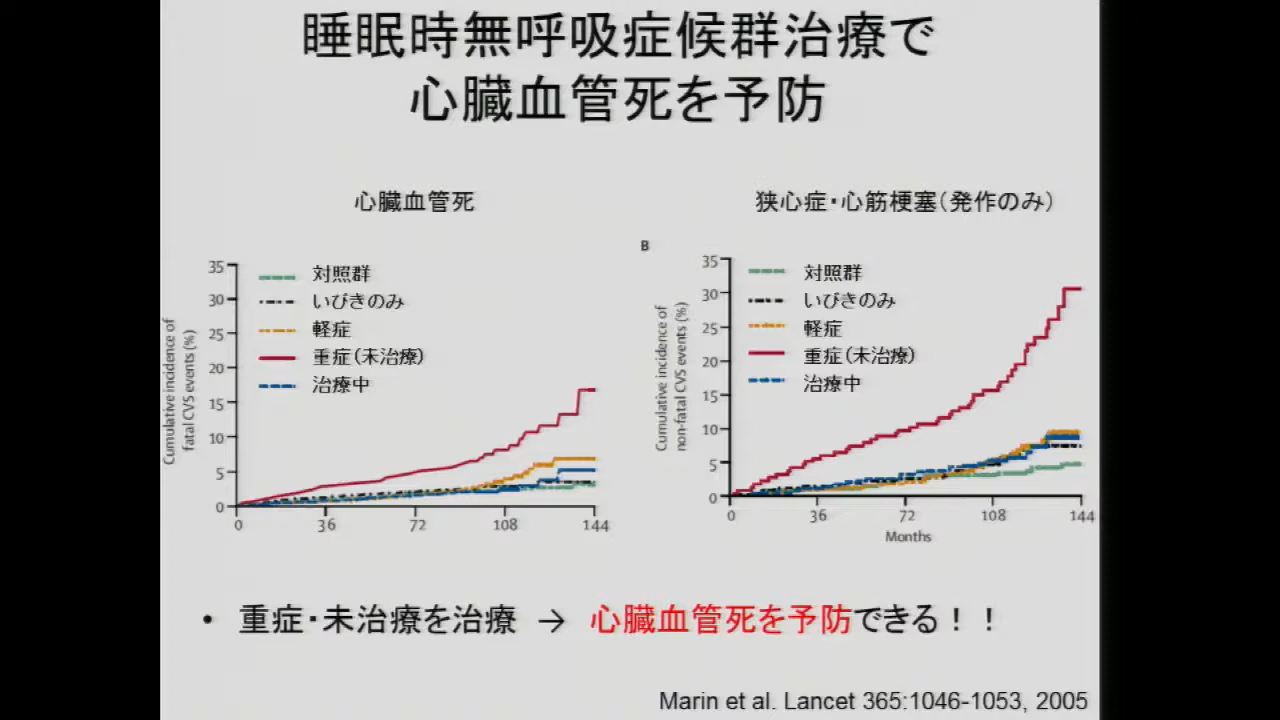 睡眠時無呼吸症候群治療で
心臓血管死を予防
心臓血管死
狭心症・心筋梗塞(発作のみ)
B
Cumulative incidence of
fatal CVS events (%)
35
30
25
20
15
10
5
0
対照群
いびきのみ
軽症
重症(未治療)
治療中
0 36 72 108 144
Cumulative incidence of
non-fatal CVS events (%)
35
30
25
20
15
10
5
0
対照群
いびきのみ
軽症
重症(未治療)
治療中
0 36 72 108 144
Months
• 重症・未治療を治療 → 心臓血管死を予防できる!!
Marin et al. Lancet 365:1046-1053, 2005